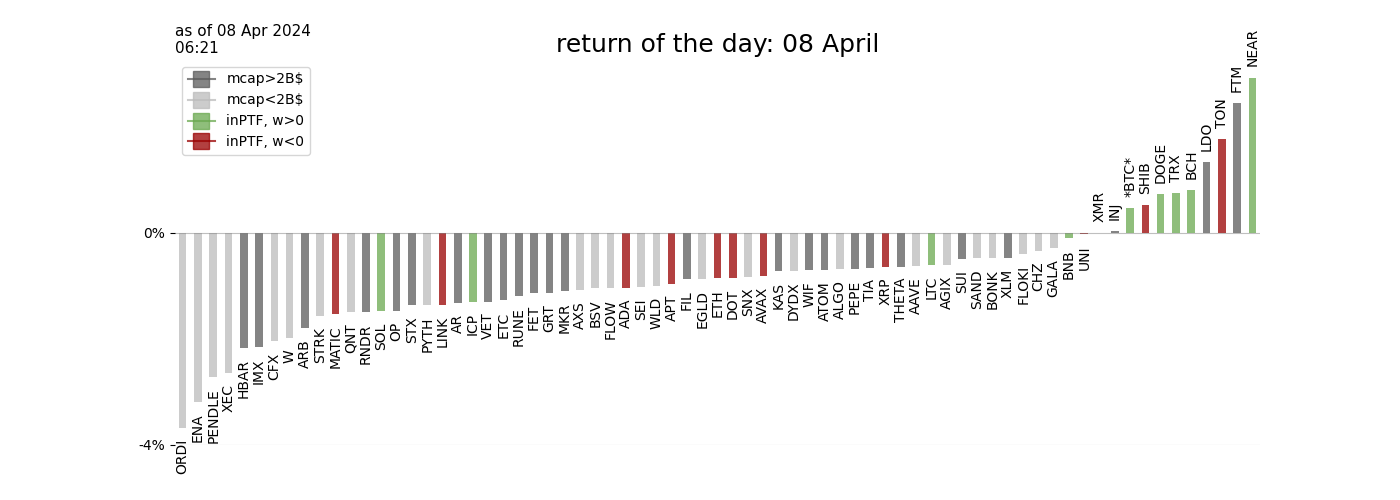 as of 08 Apr 2024
06:21
return of the day: 08 April
mcap>2B$
mcap<2B$
inPTF, w>0
inPTF, w<0
0%
-4%
ORDI
ENA
PENDLE
XEC
HBAR
IMX
CFX
W
ARB
STRK
MATIC
QNT
RNDR
SOL
OP
STX
PYTH
LINK
AR
ICP
VET
ETC
RUNE
FET
GRT
MKR
AXS
BSV
FLOW
ADA
SEI
WLD
APT
FIL
EGLD
ETH
DOT
SNX
AVAX
KAS
DYDX
WIF
ATOM
ALGO
PEPE
TIA
XRP
THETA
AAVE
LTC
AGIX
SUI
SAND
BONK
XLM
FLOKI
CHZ
GALA
BNB
UNI
XMR
INJ
*BTC*
SHIB
DOGE
TRX
BCH
LDO
TON
FTM
NEAR